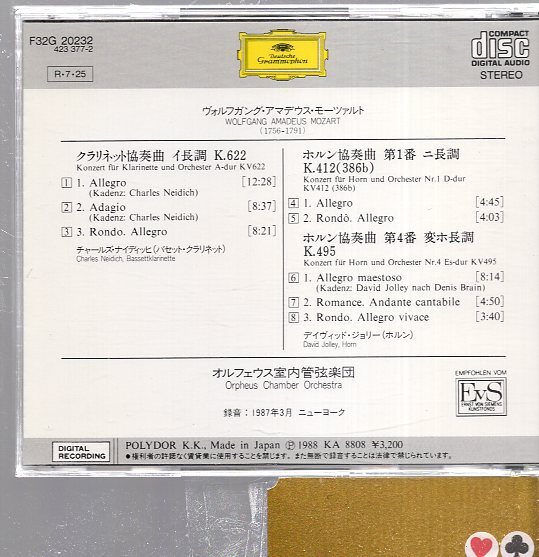 F32G 20232
423 377-2
R・7・25
Deutsche
Grammophon
COMPACT
disc
DIGITAL AUDIO
STEREO
ヴォルフガング・アマデウス・モーツァルト
WOLFGANG AMADEUS MOZART
(1756-1791)
クラリネット協奏曲 イ長調 K.622
Konzert für Klarinette und Orchester A-dur KV622
1 1. Allegro [12:28]
(Kadenz: Charles Neidich)
2 2. Adagio [8:37]
(Kadenz: Charles Neidich)
3 3. Rondo. Allegro [8:21]
チャールズ・ナイディッヒ(バセット・クラリネット)
Charles Neidich, Bassettklarinette
ホルン協奏曲 第1番 ニ長調
K.412(386b)
Konzert für Horn und Orchester Nr.1 D-dur
KV412 (386b)
4 1. Allegro [4:45]
5 2. Rondò. Allegro [4:03]
ホルン協奏曲 第4番 変ホ長調
K.495
Konzert für Horn und Orchester Nr.4 Es-dur KV495
6 1. Allegro maestoso [8:14]
(Kadenz: David Jolley nach Denis Brain)
7 2. Romance. Andante cantabile [4:50]
8 3. Rondo. Allegro vivace [3:40]
デイヴィッド・ジョリー(ホルン)
David Jolley, Horn
オルフェウス室内管弦楽団
Orpheus Chamber Orchestra
録音:1987年3月 ニューヨーク
EMPFOHLEN VOM
EvS
ERNST VON SIEMENS
KUNSTFONDS
DIGITAL
RECORDING
POLYDOR K.K., Made in Japan Ⓟ1988 KA 8808 ¥3,200
●権利者の許諾なく賃貸業に使用することを禁じます。また無断で録音することは法律で禁じられています。